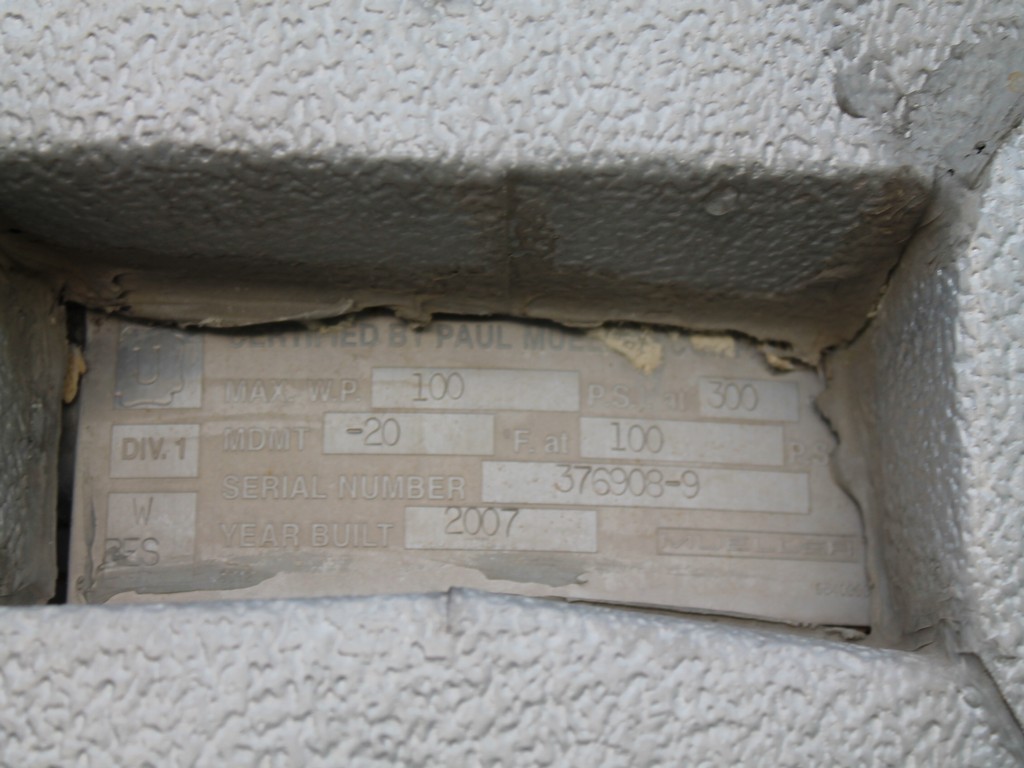 U
CERTIFIED BY PAUL MUELLER CO.
MAX. W.P. 100 P.S.I. at 300
DIV. 1
MDMT -20 F. at 100 P.S.
SERIAL NUMBER 376908-9
W
RES
YEAR BUILT 2007
MUELLER